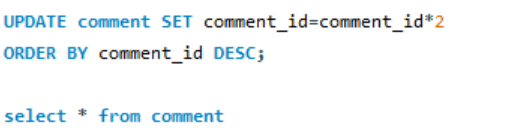 UPDATE comment SET comment_id=comment_id*2
ORDER BY comment_id DESC;
select * from comment